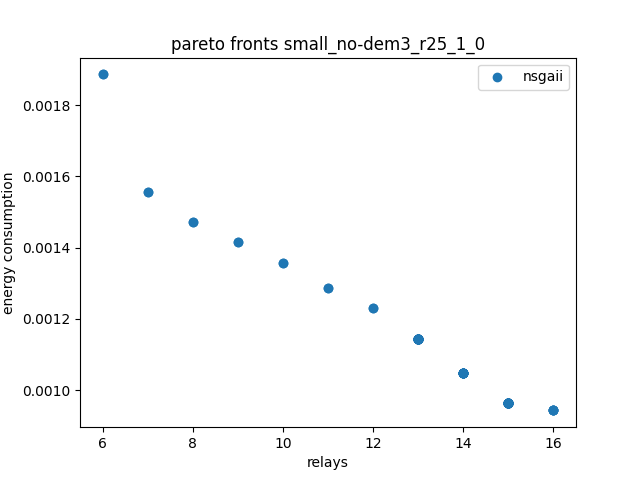 pareto fronts small_no-dem3_r25_1_0
nsgaii
energy consumption
0.0018
0.0016
0.0014
0.0012
0.0010
6 8 10 12 14 16
relays